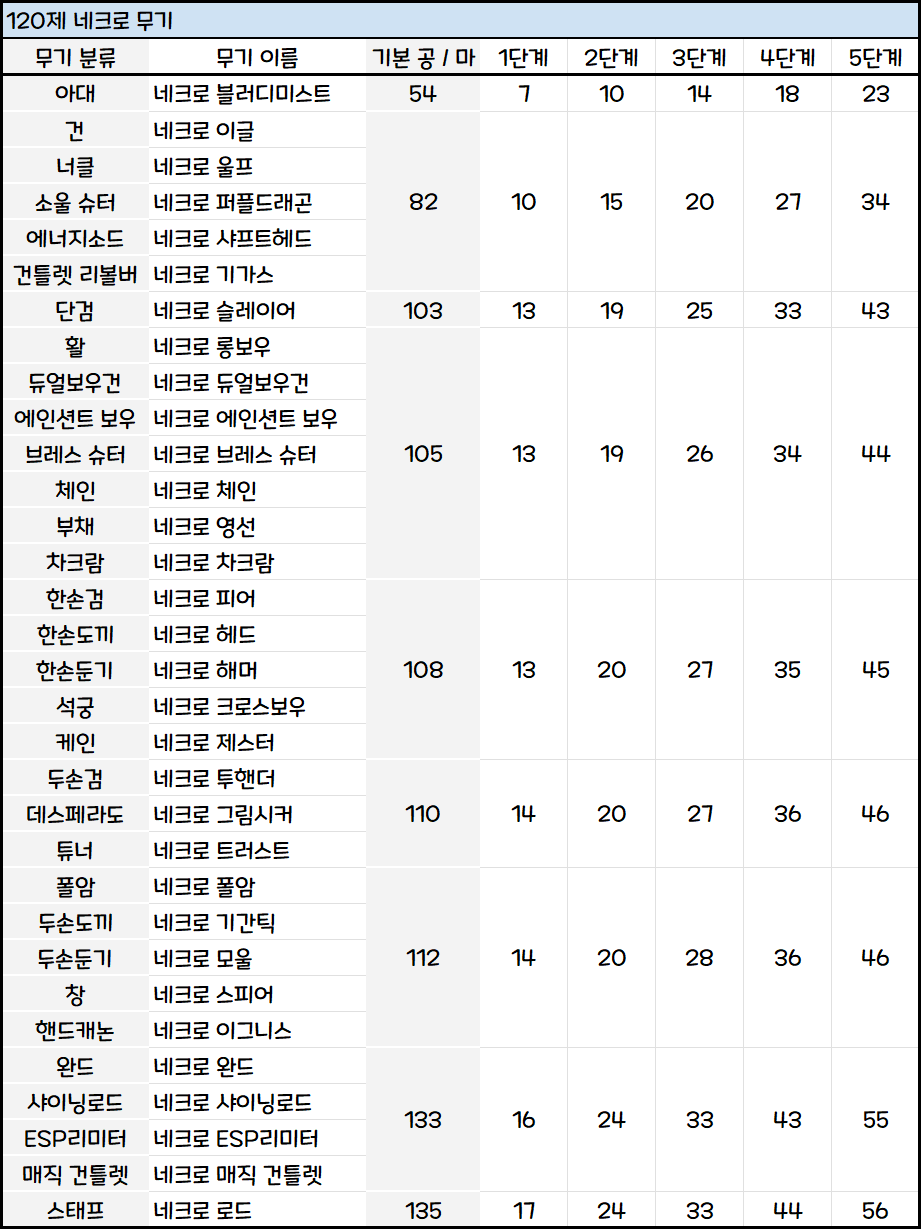 120제 네크로 무기
무기 분류 무기 이름 기본 공 / 마 1단계 2단계 3단계 4단계 5단계
아대 네크로 블러디미스트 54 7 10 14 18 23
건 네크로 이글
너클 네크로 울프
소울 슈터 네크로 퍼플드래곤 82 10 15 20 27 34
에너지소드 네크로 샤프트헤드
건틀렛 리볼버 네크로 기가스
단검 네크로 슬레이어 103 13 19 25 33 43
활 네크로 롱보우
듀얼보우건 네크로 듀얼보우건
에인션트 보우 네크로 에인션트 보우
브레스 슈터 네크로 브레스 슈터 105 13 19 26 34 44
체인 네크로 체인
부채 네크로 영선
차크람 네크로 차크람
한손검 네크로 피어
한손도끼 네크로 헤드
한손둔기 네크로 해머 108 13 20 27 35 45
석궁 네크로 크로스보우
케인 네크로 제스터
두손검 네크로 투핸더
데스페라도 네크로 그림시커 110 14 20 27 36 46
튜너 네크로 트러스트
폴암 네크로 폴암
두손도끼 네크로 기간틱
두손둔기 네크로 모울 112 14 20 28 36 46
창 네크로 스피어
핸드캐논 네크로 이그니스
완드 네크로 완드
샤이닝로드 네크로 샤이닝로드 133 16 24 33 43 55
ESP리미터 네크로 ESP리미터
매직 건틀렛 네크로 매직 건틀렛
스태프 네크로 로드 135 17 24 33 44 56